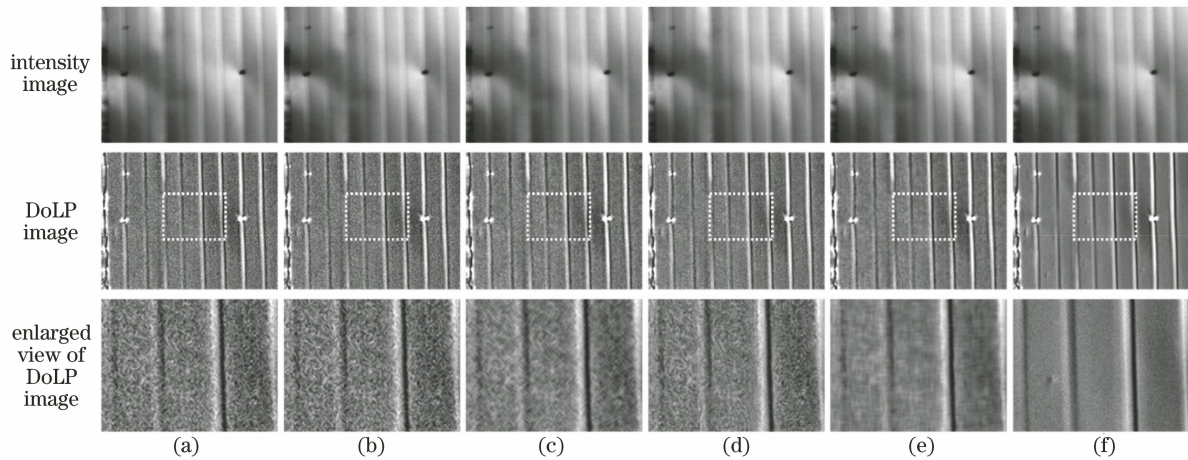 intensity
image
DoLP
image
enlarged
view of
DoLP
image
(a)
(b)
(c)
(d)
(e)
(f)